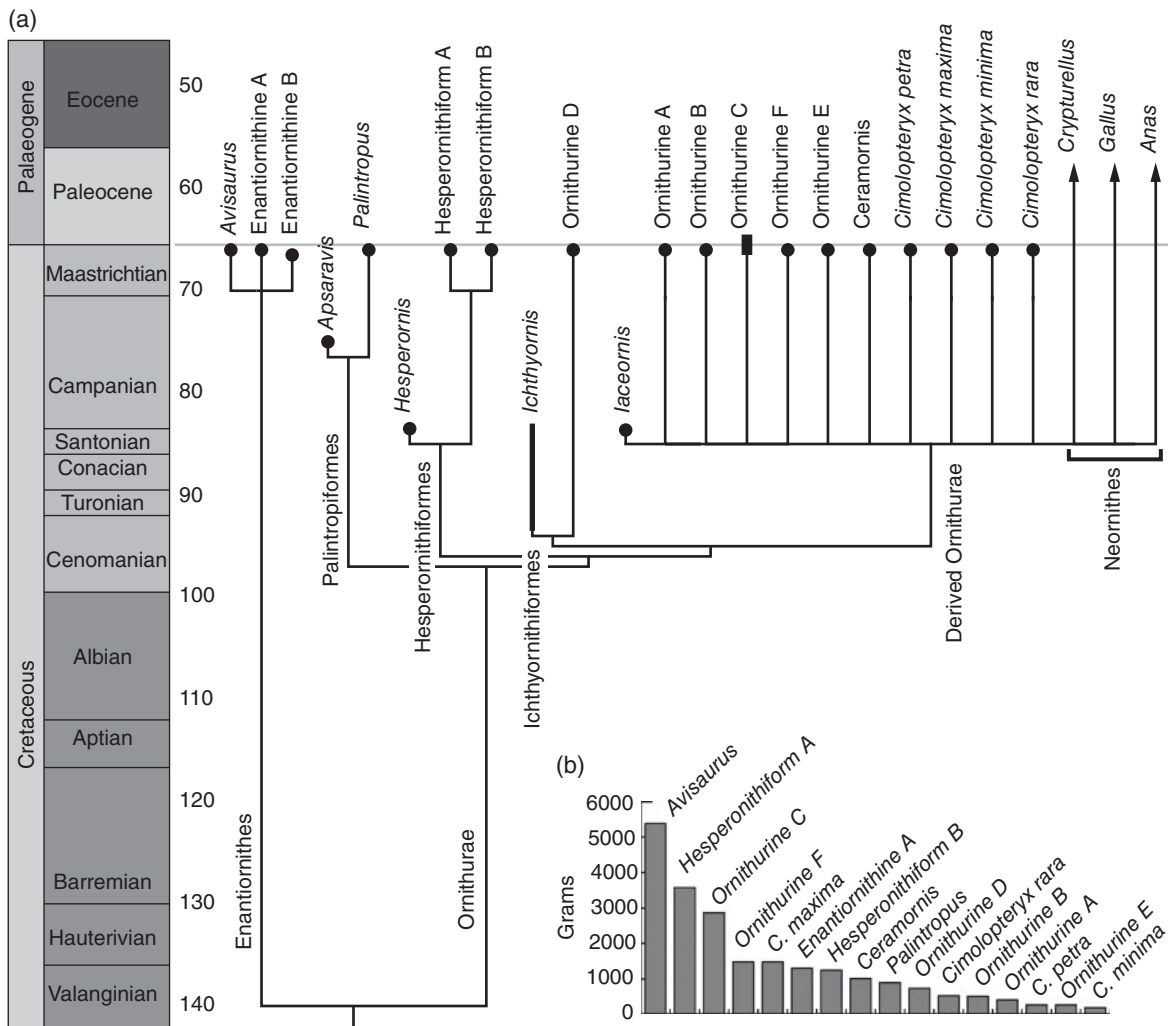 (a)
Palaeogene
Eocene
Paleocene
Cretaceous
Maastrichtian
Campanian
Santonian
Conacian
Turonian
Cenomanian
Albian
Aptian
Barremian
Hauterivian
Valanginian
50
60
70
80
90
100
110
120
130
140
Avisaurus
Enantiornithine A
Enantiornithine B
Apsaravis
Palintropus
Hesperornis
Hesperornithiform A
Hesperornithiform B
Ichthyornis
Ornithurine D
Iaceornis
Ornithurine A
Ornithurine B
Ornithurine C
Ornithurine F
Ornithurine E
Ceramornis
Cimolopteryx petra
Cimolopteryx maxima
Cimolopteryx minima
Cimolopteryx rara
Crypturellus
Gallus
Anas
Palintropiformes
Hesperornithiformes
Ichthyornithiformes
Derived Ornithurae
Neornithes
Enantiornithes
Ornithurae
(b)
Grams
6000
5000
4000
3000
2000
1000
0
Avisaurus
Hesperonithiform A
Ornithurine C
Ornithurine F
C. maxima
Enantiornithine A
Hesperonithiform B
Ceramornis
Palintropus
Ornithurine D
Cimolopteryx rara
Ornithurine B
Ornithurine A
C. petra
Ornithurine E
C. minima